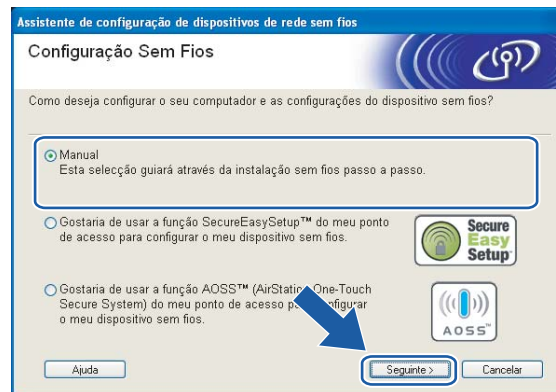 Assistente de configuração de dispositivos de rede sem fios
Configuração Sem Fios
Como deseja configurar o seu computador e as configurações do dispositivo sem fios?
Manual
Esta selecção guiará através da instalação sem fios passo a passo.
Gostaria de usar a função SecureEasySetup™ do meu ponto
de acesso para configurar o meu dispositivo sem fios.
Secure
Easy
Setup
Gostaria de usar a função AOSS™ (AirStation One-Touch
Secure System) do meu ponto de acesso configurar
o meu dispositivo sem fios.
AOSS™
Ajuda
Seguinte >
Cancelar